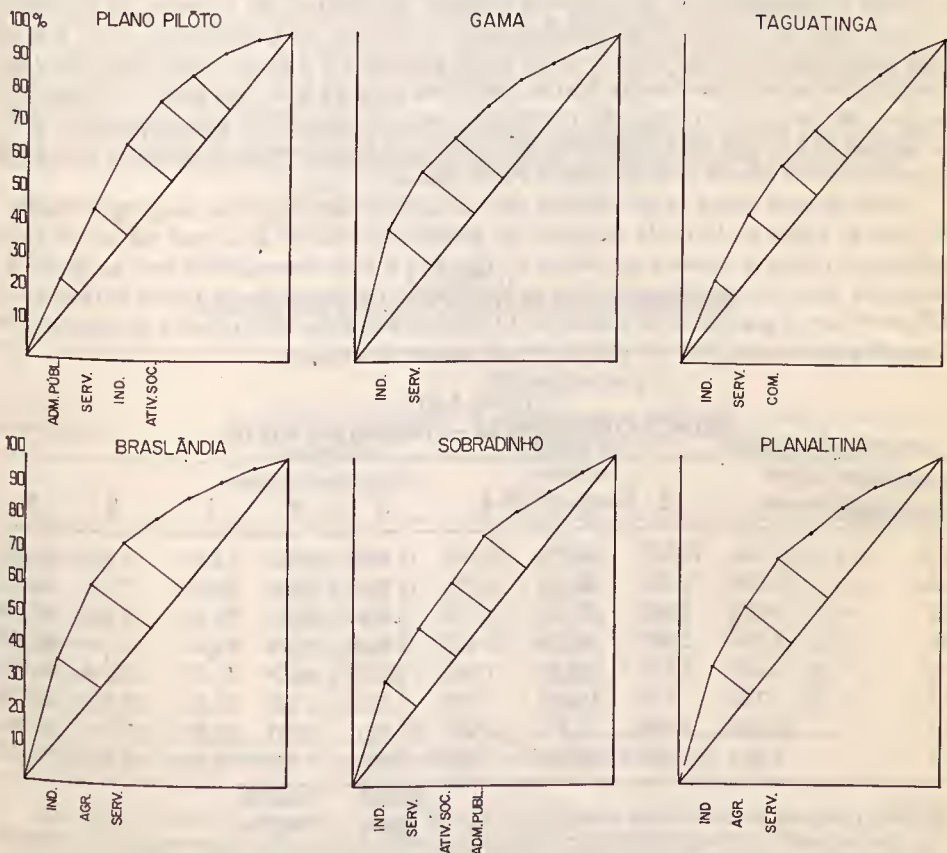 PLANO PILÔTO
GAMA
TAGUATINGA
100 %
90
80
70
60
50
40
30
20
10
ADM.PÚBL.
SERV.
IND.
ATIV.SOC.
IND.
SERV.
IND.
SERV.
COM.
BRASLÂNDIA
SOBRADINHO
PLANALTINA
100
90
80
70
60
50
40
30
20
10
IND.
AGR.
SERV.
IND.
SERV.
ATIV.SOC.
ADM.PUBL.
IND
AGR.
SERV.